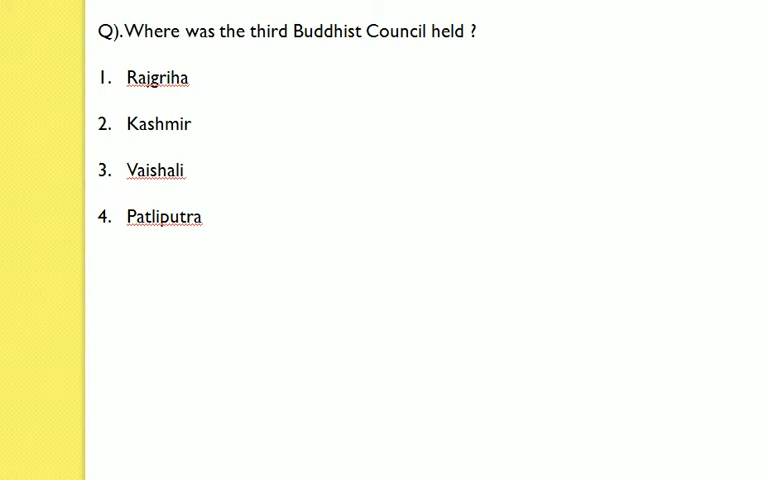 Q).Where was the third Buddhist Council held ?
1. Rajgriha
2. Kashmir
3. Vaishali
4. Patliputra